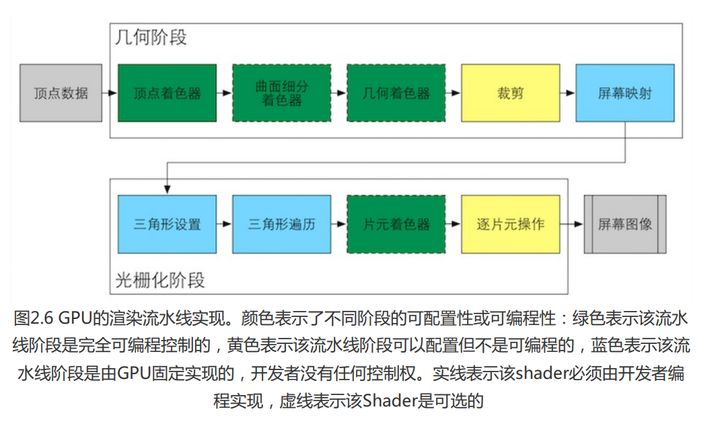 几何阶段
顶点数据
顶点着色器
曲面细分
着色器
几何着色器
裁剪
屏幕映射
三角形设置
三角形遍历
片元着色器
逐片元操作
屏幕图像
光栅化阶段
图2.6 GPU的渲染流水线实现。颜色表示了不同阶段的可配置性或可编程性：绿色表示该流水
线阶段是完全可编程控制的，黄色表示该流水线阶段可以配置但不是可编程的，蓝色表示该流
水线阶段是由GPU固定实现的，开发者没有任何控制权。实线表示该shader必须由开发者编
程实现，虚线表示该Shader是可选的